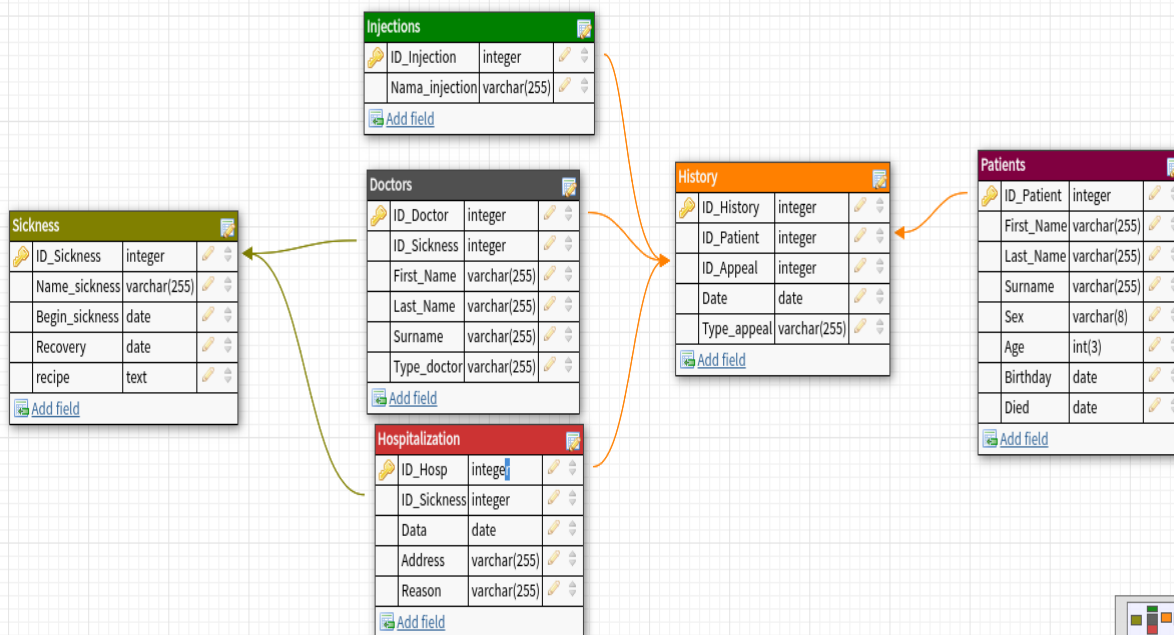 Injections
ID_Injection integer
Nama_injection varchar(255)
Add field
Doctors
ID_Doctor integer
ID_Sickness integer
First_Name varchar(255)
Last_Name varchar(255)
Surname varchar(255)
Type_doctor varchar(255)
Add field
Sickness
ID_Sickness integer
Name_sickness varchar(255)
Begin_sickness date
Recovery date
recipe text
Add field
Hospitalization
ID_Hosp integer
ID_Sickness integer
Data date
Address varchar(255)
Reason varchar(255)
Add field
History
ID_History integer
ID_Patient integer
ID_Appeal integer
Date date
Type_appeal varchar(255)
Add field
Patients
ID_Patient integer
First_Name varchar(255)
Last_Name varchar(255)
Surname varchar(255)
Sex varchar(8)
Age int(3)
Birthday date
Died date
Add field